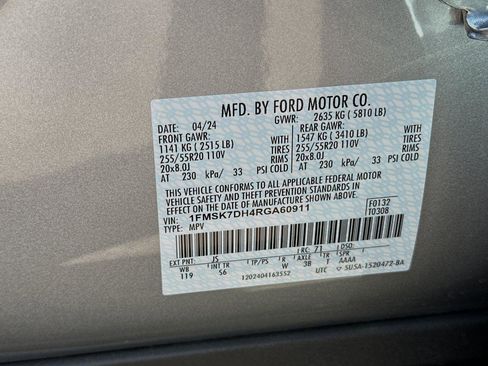 MFD. BY FORD MOTOR CO.
DATE: 04/24 GVWR: 2635 KG ( 5810 LB)
FRONT GAWR: REAR GAWR:
1141 KG ( 2515 LB) WITH 1547 KG ( 3410 LB) WITH
255/55R20 110V TIRES 255/55R20 110V TIRES
20x8.0J RIMS 20x8.0J RIMS
AT 230 kPa/ 33 PSI COLD AT 230 kPa/ 33 PSI COLD
THIS VEHICLE CONFORMS TO ALL APPLICABLE FEDERAL MOTOR
VEHICLE SAFETY AND THEFT PREVENTION STANDARDS IN
EFFECT ON THE DATE OF MANUFACTURE SHOWN ABOVE.
VIN: 1FMSK7DH4RGA60911 F0132
TYPE: MPV T0308
EXT PNT: JS RC: 71 DSO:
WB INT TR TP/PS R AXLE TR SPR
119 S6 W 3B T AAAA
1202404163552 UTC 5U5A-1520472-BA